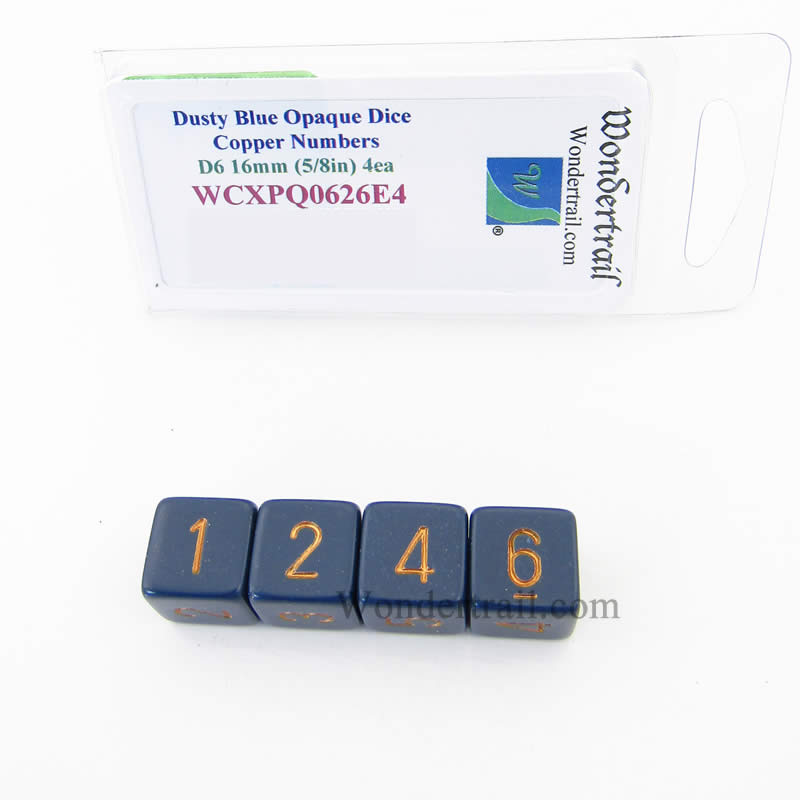 Dusty Blue Opaque Dice
Copper Numbers
D6 16mm (5/8in) 4ea
WCXPQ0626E4
Wondertrail
Wondertrail.com
W
®
1 2 4 6
Wondertrail.com